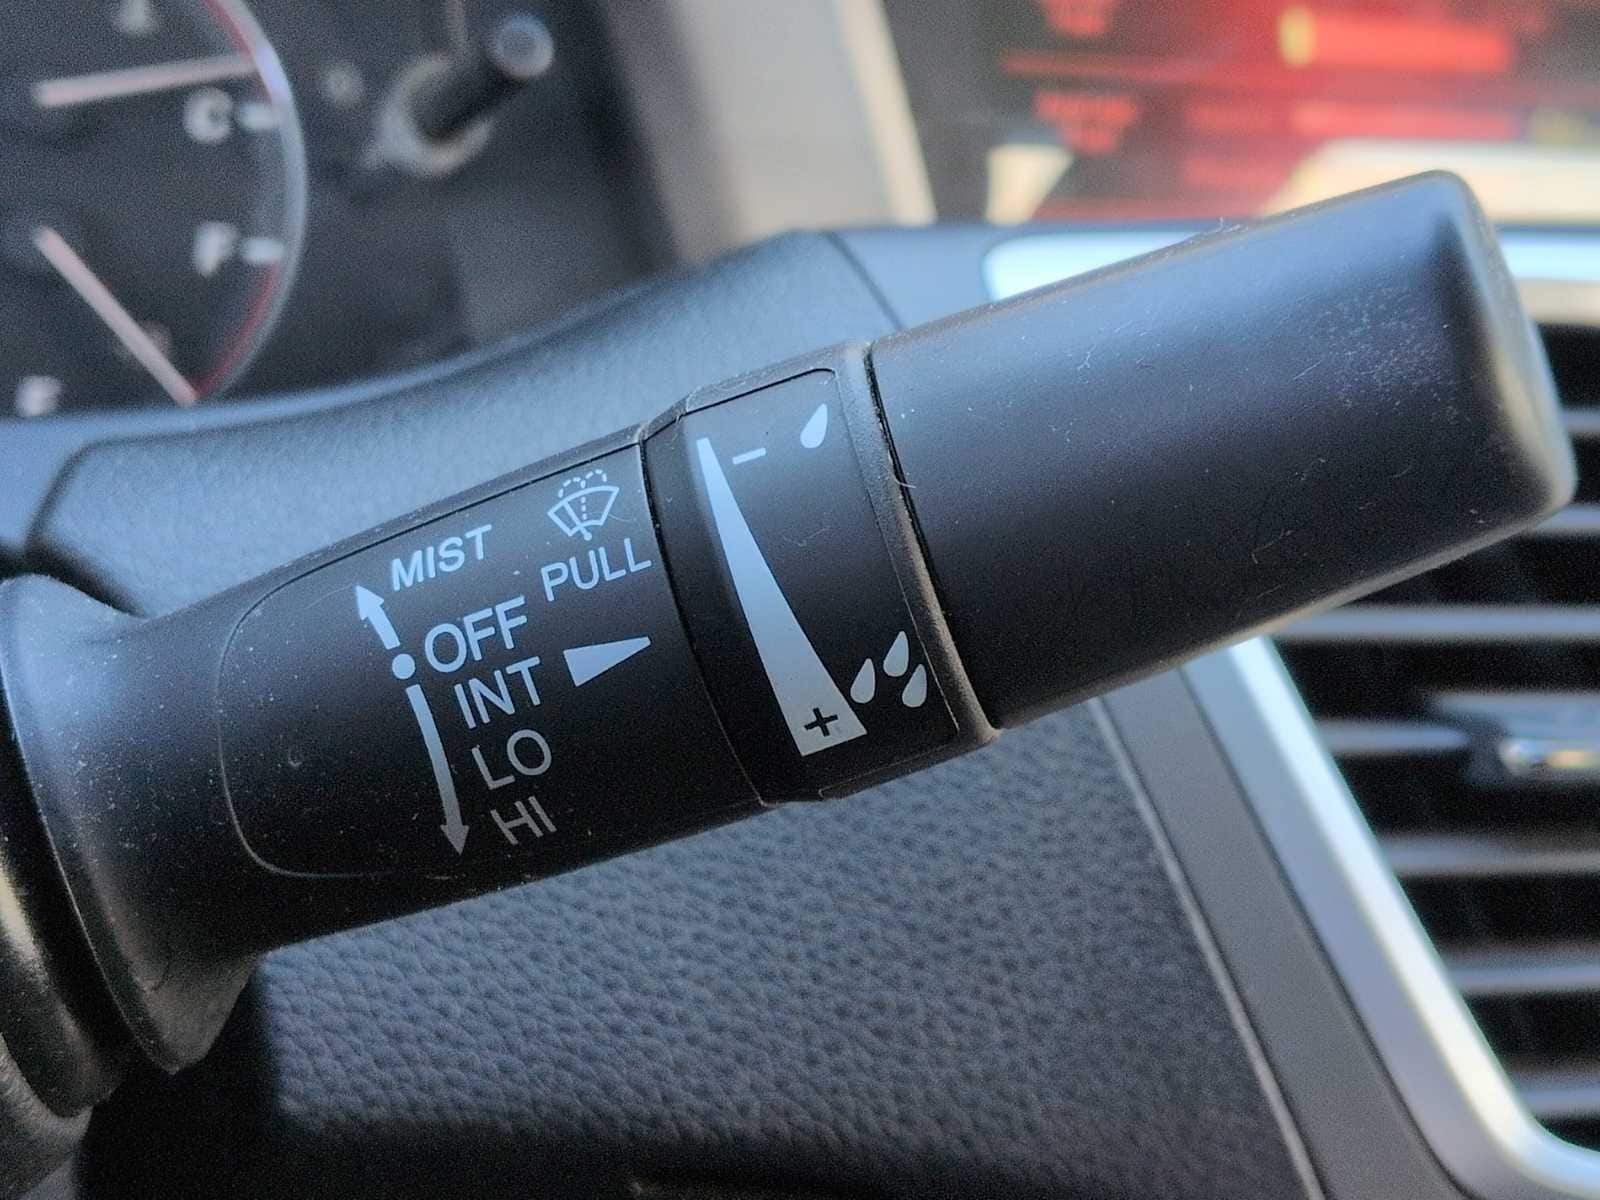 C
F
E
MIST
PULL
OFF
INT
LO
HI
-
+